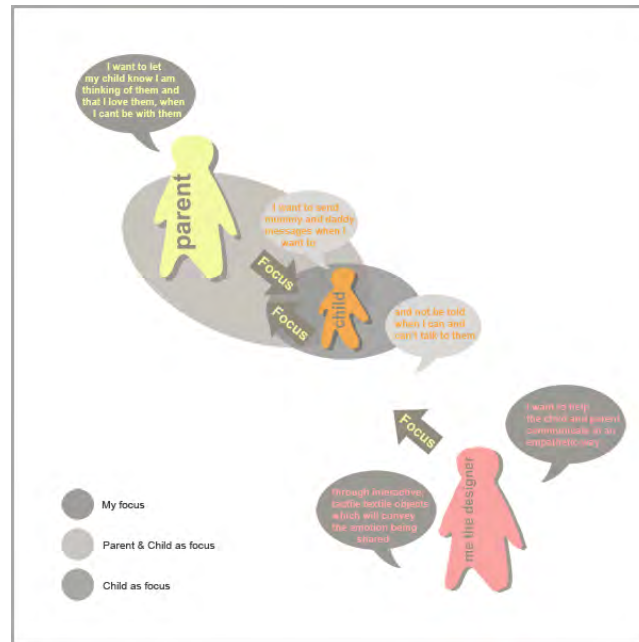 I want to let
my child know I am
thinking of them and
that I love them, when
I cant be with them
parent
I want to send
mommy and daddy
messages when I
want to
Focus
Focus
child
and not be told
when I can and
can't talk to them
Focus
I want to help
the child and parent
communicate in an
empathetic way
me the designer
through interactive,
tactile textile objects
which will convey
the emotion being
shared
My focus
Parent & Child as focus
Child as focus